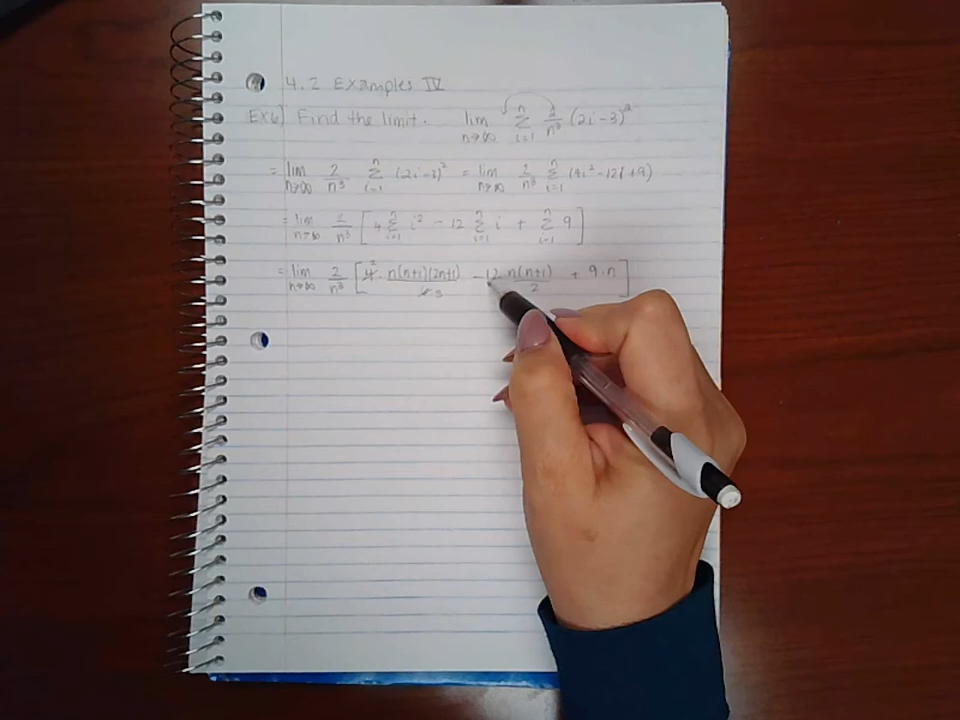 4.2 Examples IV
EX6) Find the limit. lim n→∞ n Σ i=1 2/n³ (2i-3)²
= lim n→∞ 2/n³ n Σ i=1 (2i-3)² = lim n→∞ 2/n³ n Σ i=1 (4i²-12i+9)
= lim n→∞ 2/n³ [4 n Σ i=1 i² - 12 n Σ i=1 i + n Σ i=1 9]
= lim n→∞ 2/n³ [4 2 · n(n+1)(2n+1)/6 3 - 12 n(n+1)/2 + 9·n]